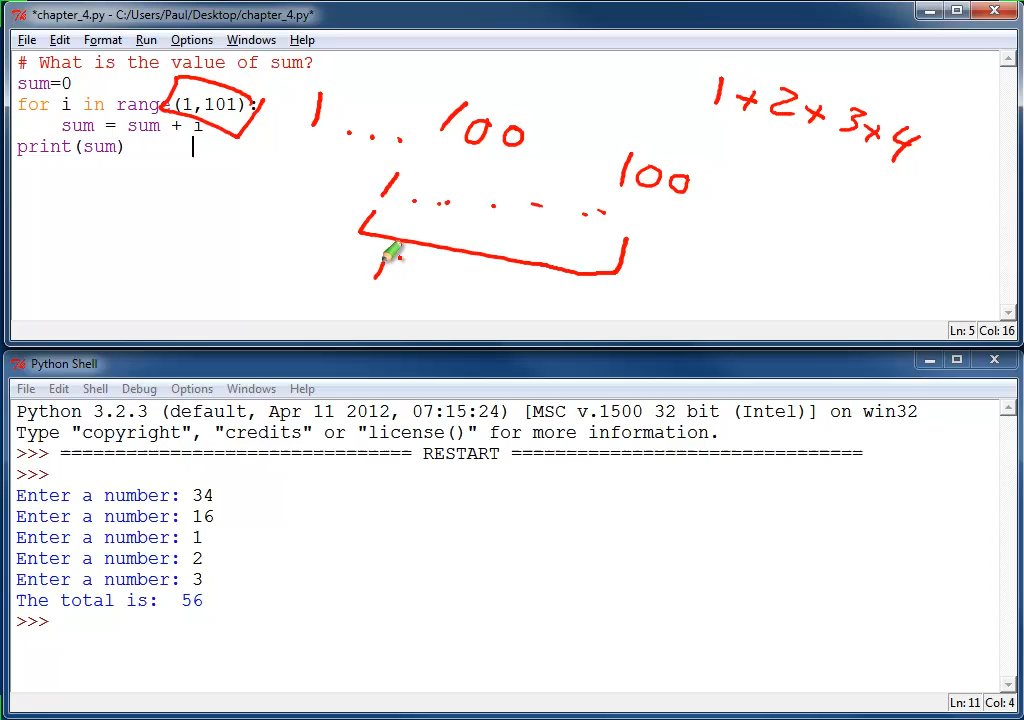 *chapter_4.py - C:/Users/Paul/Desktop/chapter_4.py*
File Edit Format Run Options Windows Help
# What is the value of sum?
sum=0
for i in range(1,101):
    sum = sum + i
print(sum)
1 ... 100
1 ... . . .. 100
1 x 2 x 3 x 4
Ln: 5 Col: 16
Python Shell
File Edit Shell Debug Options Windows Help
Python 3.2.3 (default, Apr 11 2012, 07:15:24) [MSC v.1500 32 bit (Intel)] on win32
Type "copyright", "credits" or "license()" for more information.
>>> ================================ RESTART ================================
>>>
Enter a number: 34
Enter a number: 16
Enter a number: 1
Enter a number: 2
Enter a number: 3
The total is:  56
>>>
Ln: 11 Col: 4